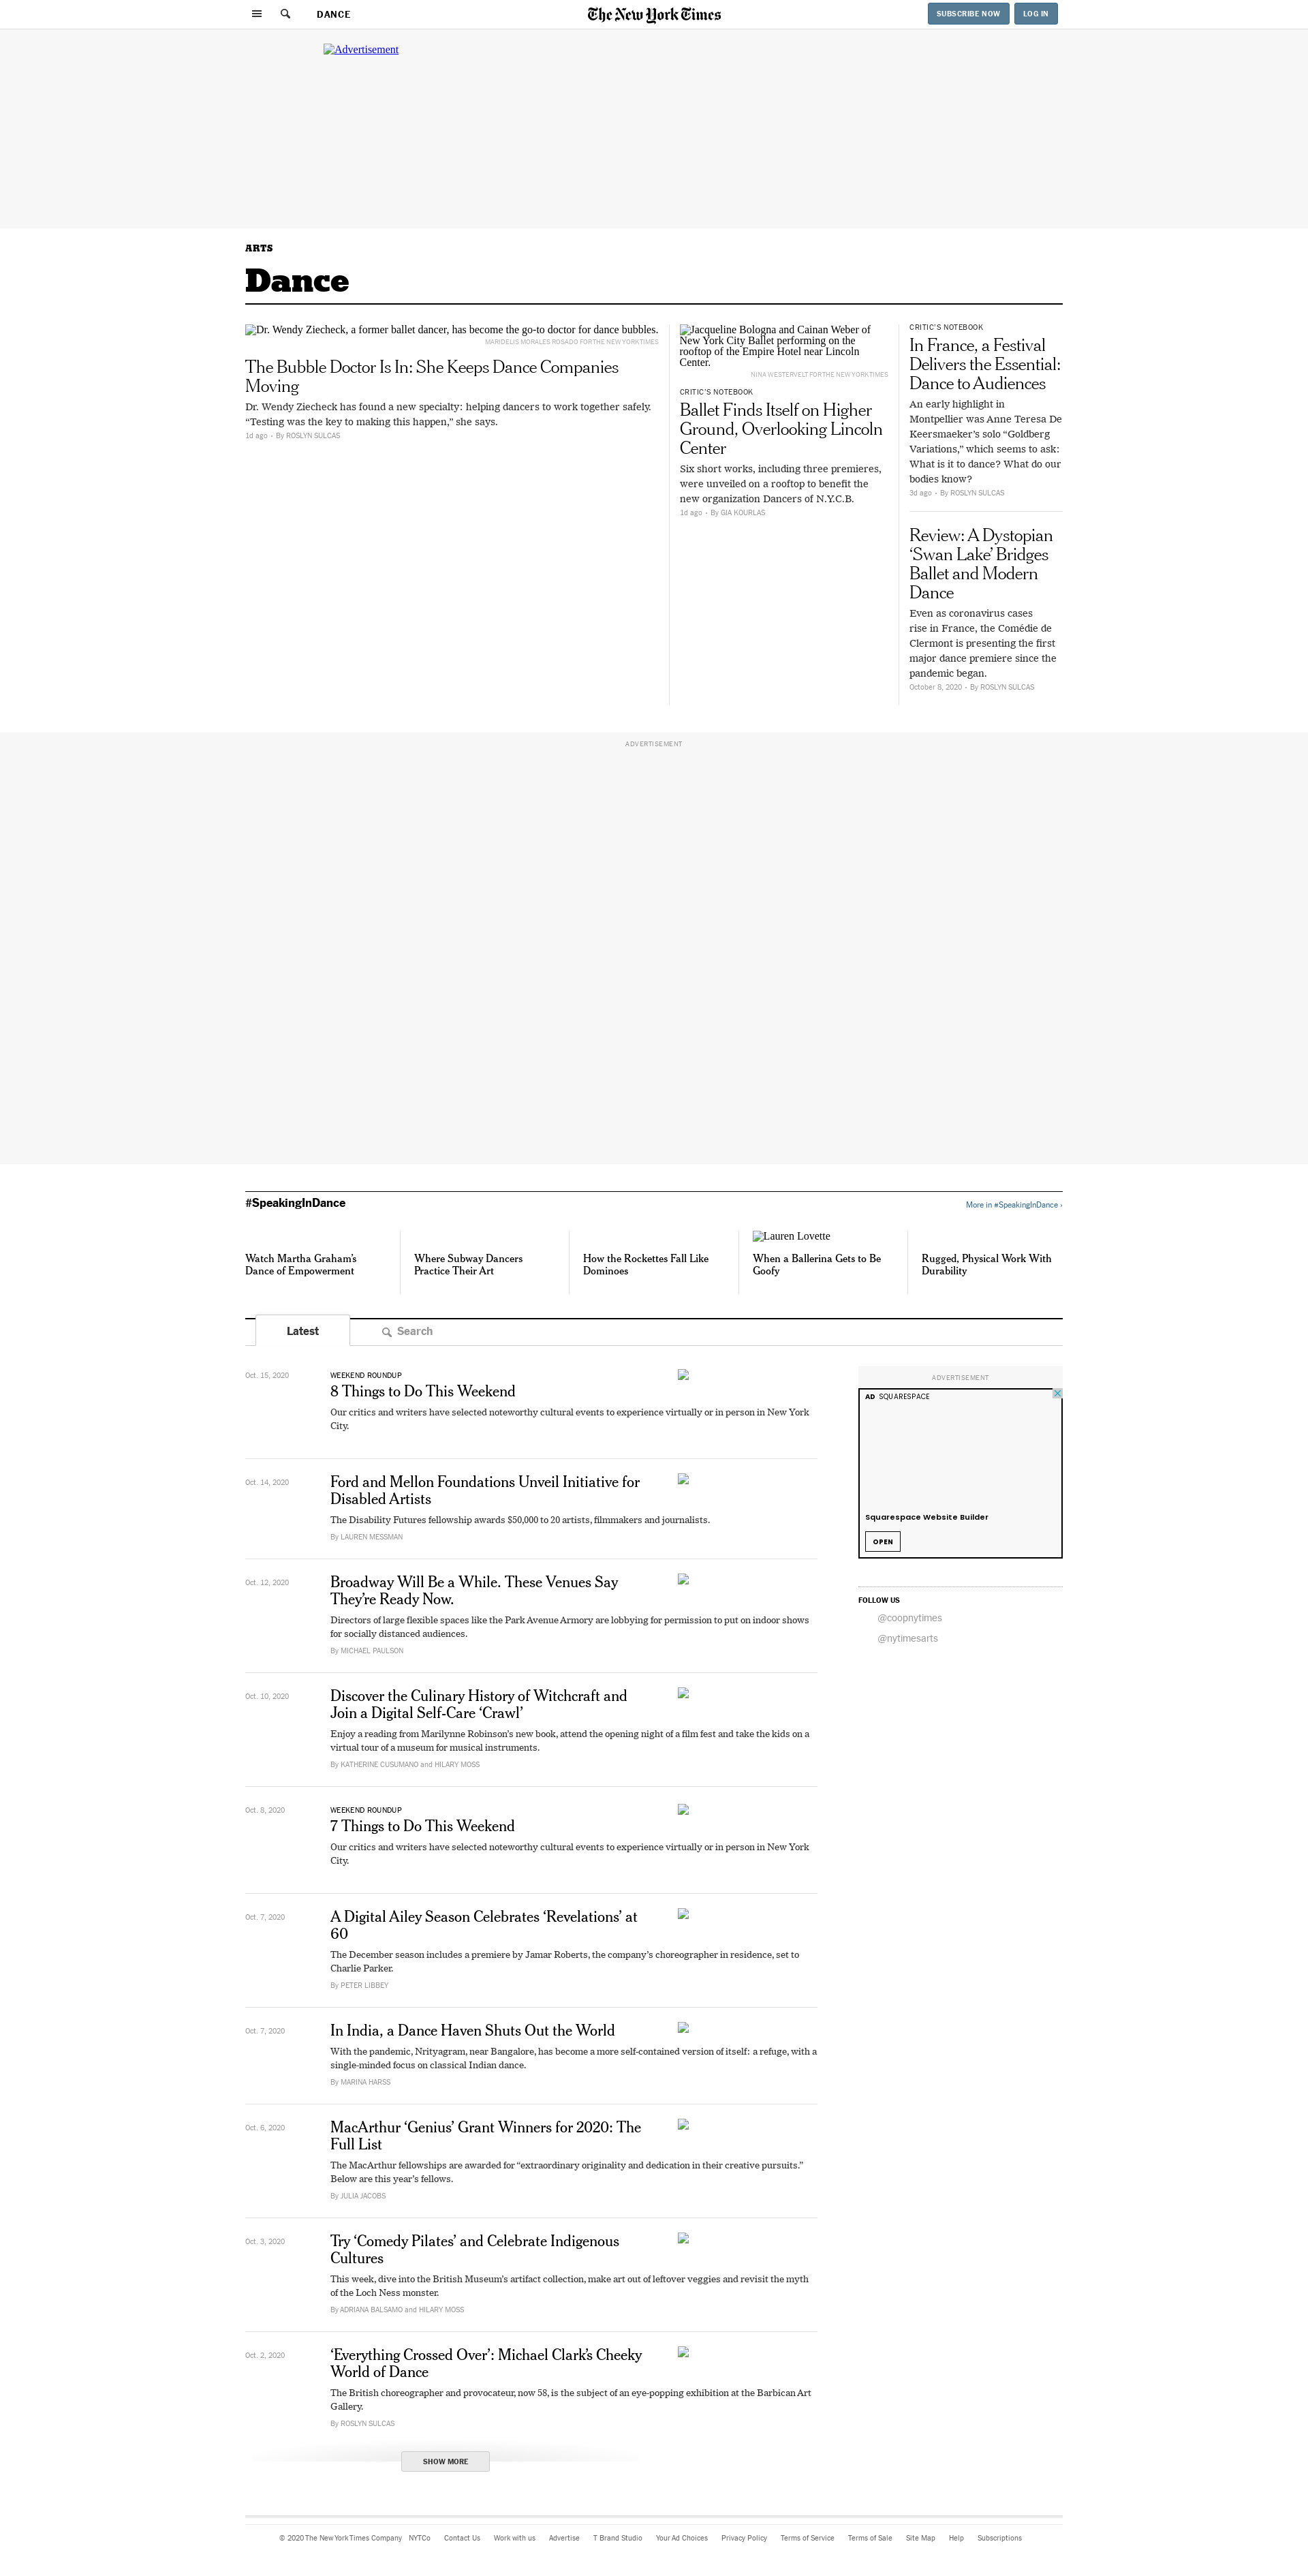 DANCE
The New York Times
SUBSCRIBE NOW
LOG IN
Advertisement
ARTS
Dance
Dr. Wendy Ziecheck, a former ballet dancer, has become the go-to doctor for dance bubbles.
MARIDELIS MORALES ROSADO FOR THE NEW YORK TIMES
The Bubble Doctor Is In: She Keeps Dance Companies
Moving
Dr. Wendy Ziecheck has found a new specialty: helping dancers to work together safely.
“Testing was the key to making this happen,” she says.
1d ago · By ROSLYN SULCAS
Jacqueline Bologna and Cainan Weber of
New York City Ballet performing on the
rooftop of the Empire Hotel near Lincoln
Center.
NINA WESTERVELT FOR THE NEW YORK TIMES
CRITIC’S NOTEBOOK
Ballet Finds Itself on Higher
Ground, Overlooking Lincoln
Center
Six short works, including three premieres,
were unveiled on a rooftop to benefit the
new organization Dancers of N.Y.C.B.
1d ago · By GIA KOURLAS
CRITIC’S NOTEBOOK
In France, a Festival
Delivers the Essential:
Dance to Audiences
An early highlight in
Montpellier was Anne Teresa De
Keersmaeker’s solo “Goldberg
Variations,” which seems to ask:
What is it to dance? What do our
bodies know?
3d ago · By ROSLYN SULCAS
Review: A Dystopian
‘Swan Lake’ Bridges
Ballet and Modern
Dance
Even as coronavirus cases
rise in France, the Comédie de
Clermont is presenting the first
major dance premiere since the
pandemic began.
October 8, 2020 · By ROSLYN SULCAS
ADVERTISEMENT
#SpeakingInDance
More in #SpeakingInDance ›
Watch Martha Graham’s
Dance of Empowerment
Where Subway Dancers
Practice Their Art
How the Rockettes Fall Like
Dominoes
Lauren Lovette
When a Ballerina Gets to Be
Goofy
Rugged, Physical Work With
Durability
Latest
Search
Oct. 15, 2020
WEEKEND ROUNDUP
8 Things to Do This Weekend
Our critics and writers have selected noteworthy cultural events to experience virtually or in person in New York
City.
Oct. 14, 2020
Ford and Mellon Foundations Unveil Initiative for
Disabled Artists
The Disability Futures fellowship awards $50,000 to 20 artists, filmmakers and journalists.
By LAUREN MESSMAN
Oct. 12, 2020
Broadway Will Be a While. These Venues Say
They’re Ready Now.
Directors of large flexible spaces like the Park Avenue Armory are lobbying for permission to put on indoor shows
for socially distanced audiences.
By MICHAEL PAULSON
Oct. 10, 2020
Discover the Culinary History of Witchcraft and
Join a Digital Self-Care ‘Crawl’
Enjoy a reading from Marilynne Robinson’s new book, attend the opening night of a film fest and take the kids on a
virtual tour of a museum for musical instruments.
By KATHERINE CUSUMANO and HILARY MOSS
Oct. 8, 2020
WEEKEND ROUNDUP
7 Things to Do This Weekend
Our critics and writers have selected noteworthy cultural events to experience virtually or in person in New York
City.
Oct. 7, 2020
A Digital Ailey Season Celebrates ‘Revelations’ at
60
The December season includes a premiere by Jamar Roberts, the company’s choreographer in residence, set to
Charlie Parker.
By PETER LIBBEY
Oct. 7, 2020
In India, a Dance Haven Shuts Out the World
With the pandemic, Nrityagram, near Bangalore, has become a more self-contained version of itself: a refuge, with a
single-minded focus on classical Indian dance.
By MARINA HARSS
Oct. 6, 2020
MacArthur ‘Genius’ Grant Winners for 2020: The
Full List
The MacArthur fellowships are awarded for “extraordinary originality and dedication in their creative pursuits.”
Below are this year’s fellows.
By JULIA JACOBS
Oct. 3, 2020
Try ‘Comedy Pilates’ and Celebrate Indigenous
Cultures
This week, dive into the British Museum’s artifact collection, make art out of leftover veggies and revisit the myth
of the Loch Ness monster.
By ADRIANA BALSAMO and HILARY MOSS
Oct. 2, 2020
‘Everything Crossed Over’: Michael Clark’s Cheeky
World of Dance
The British choreographer and provocateur, now 58, is the subject of an eye-popping exhibition at the Barbican Art
Gallery.
By ROSLYN SULCAS
SHOW MORE
ADVERTISEMENT
AD SQUARESPACE
Squarespace Website Builder
OPEN
FOLLOW US
@coopnytimes
@nytimesarts
© 2020 The New York Times Company NYTCo Contact Us Work with us Advertise T Brand Studio Your Ad Choices Privacy Policy Terms of Service Terms of Sale Site Map Help Subscriptions